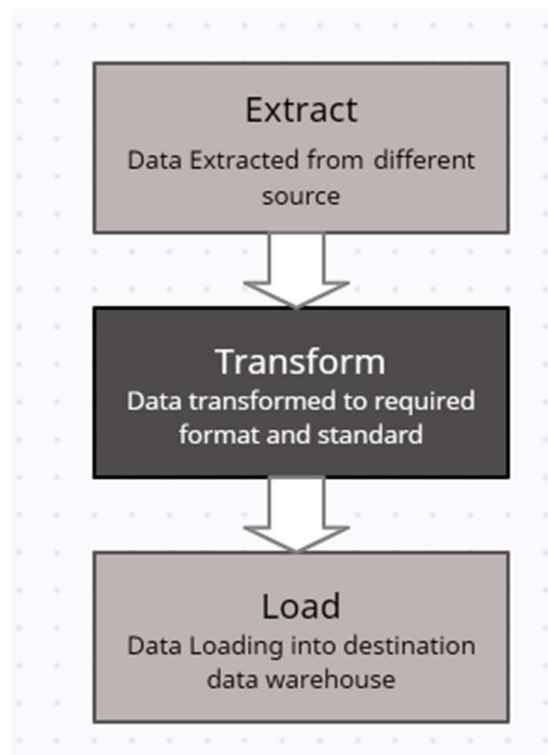 Extract
Data Extracted from different
source
Transform
Data transformed to required
format and standard
Load
Data Loading into destination
data warehouse